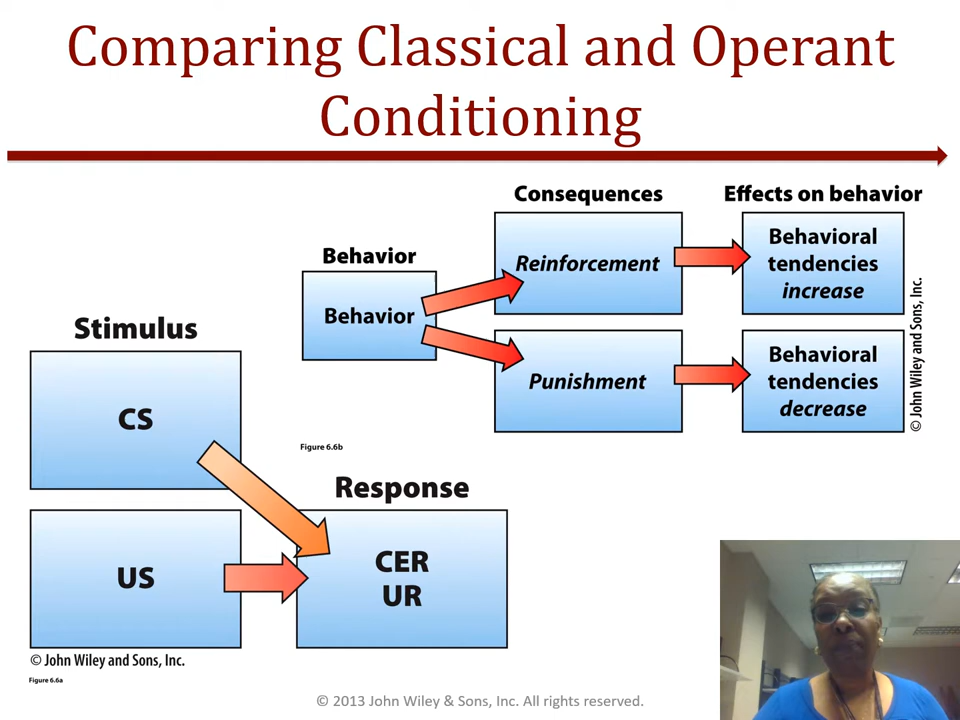 Comparing Classical and Operant
Conditioning
Consequences
Effects on behavior
Behavior
Behavior
Reinforcement
Behavioral
tendencies
increase
Punishment
Behavioral
tendencies
decrease
© John Wiley and Sons, Inc.
Figure 6.6b
Stimulus
CS
US
Response
CER
UR
© John Wiley and Sons, Inc.
Figure 6.6a
© 2013 John Wiley & Sons, Inc. All rights reserved.